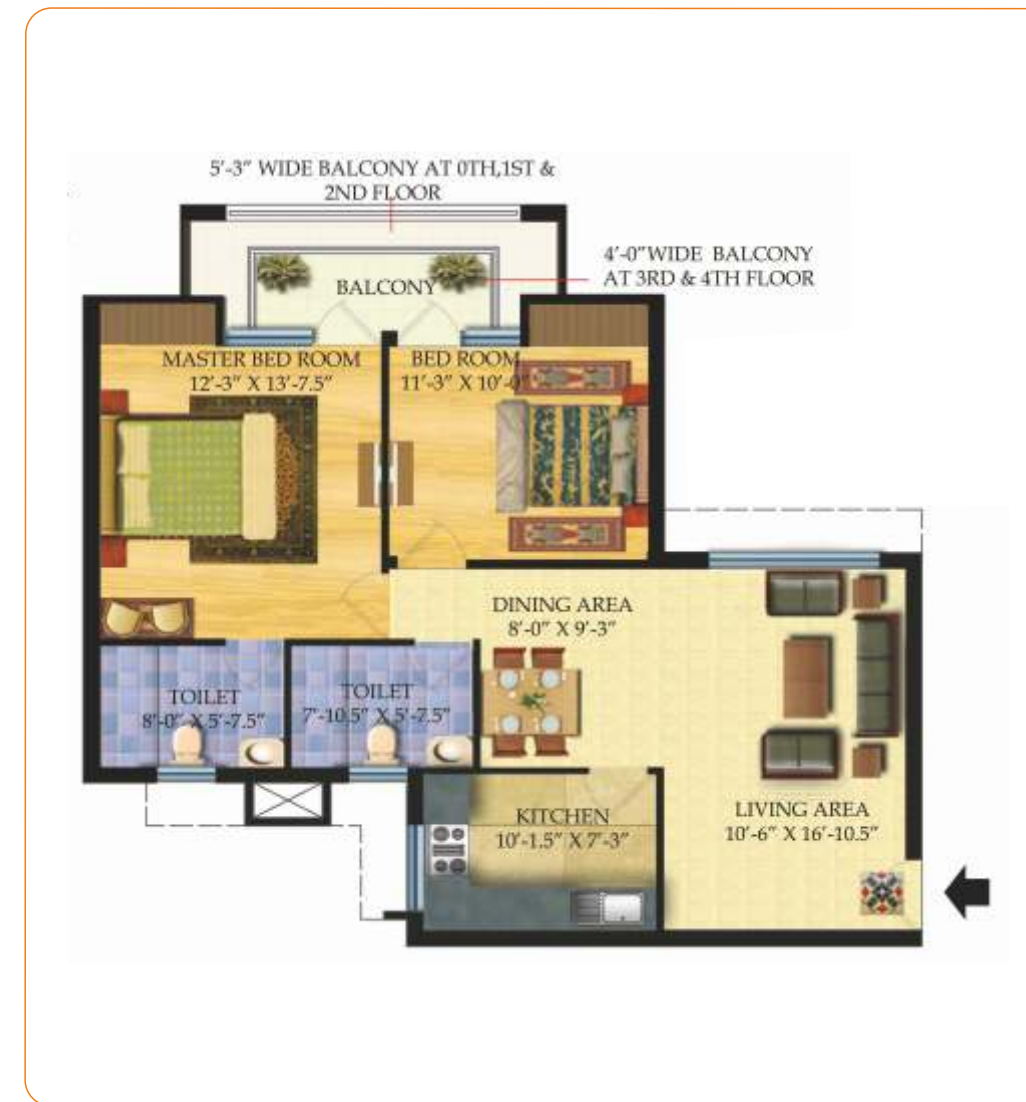 5'-3" WIDE BALCONY AT 0TH,1ST &
2ND FLOOR
4'-0"WIDE BALCONY
AT 3RD & 4TH FLOOR
BALCONY
MASTER BED ROOM
12'-3" X 13'-7.5"
BED ROOM
11'-3" X 10'-0"
DINING AREA
8'-0" X 9'-3"
TOILET
8'-0" X 5'-7.5"
TOILET
7'-10.5" X 5'-7.5"
KITCHEN
10'-1.5" X 7'-3"
LIVING AREA
10'-6" X 16'-10.5"